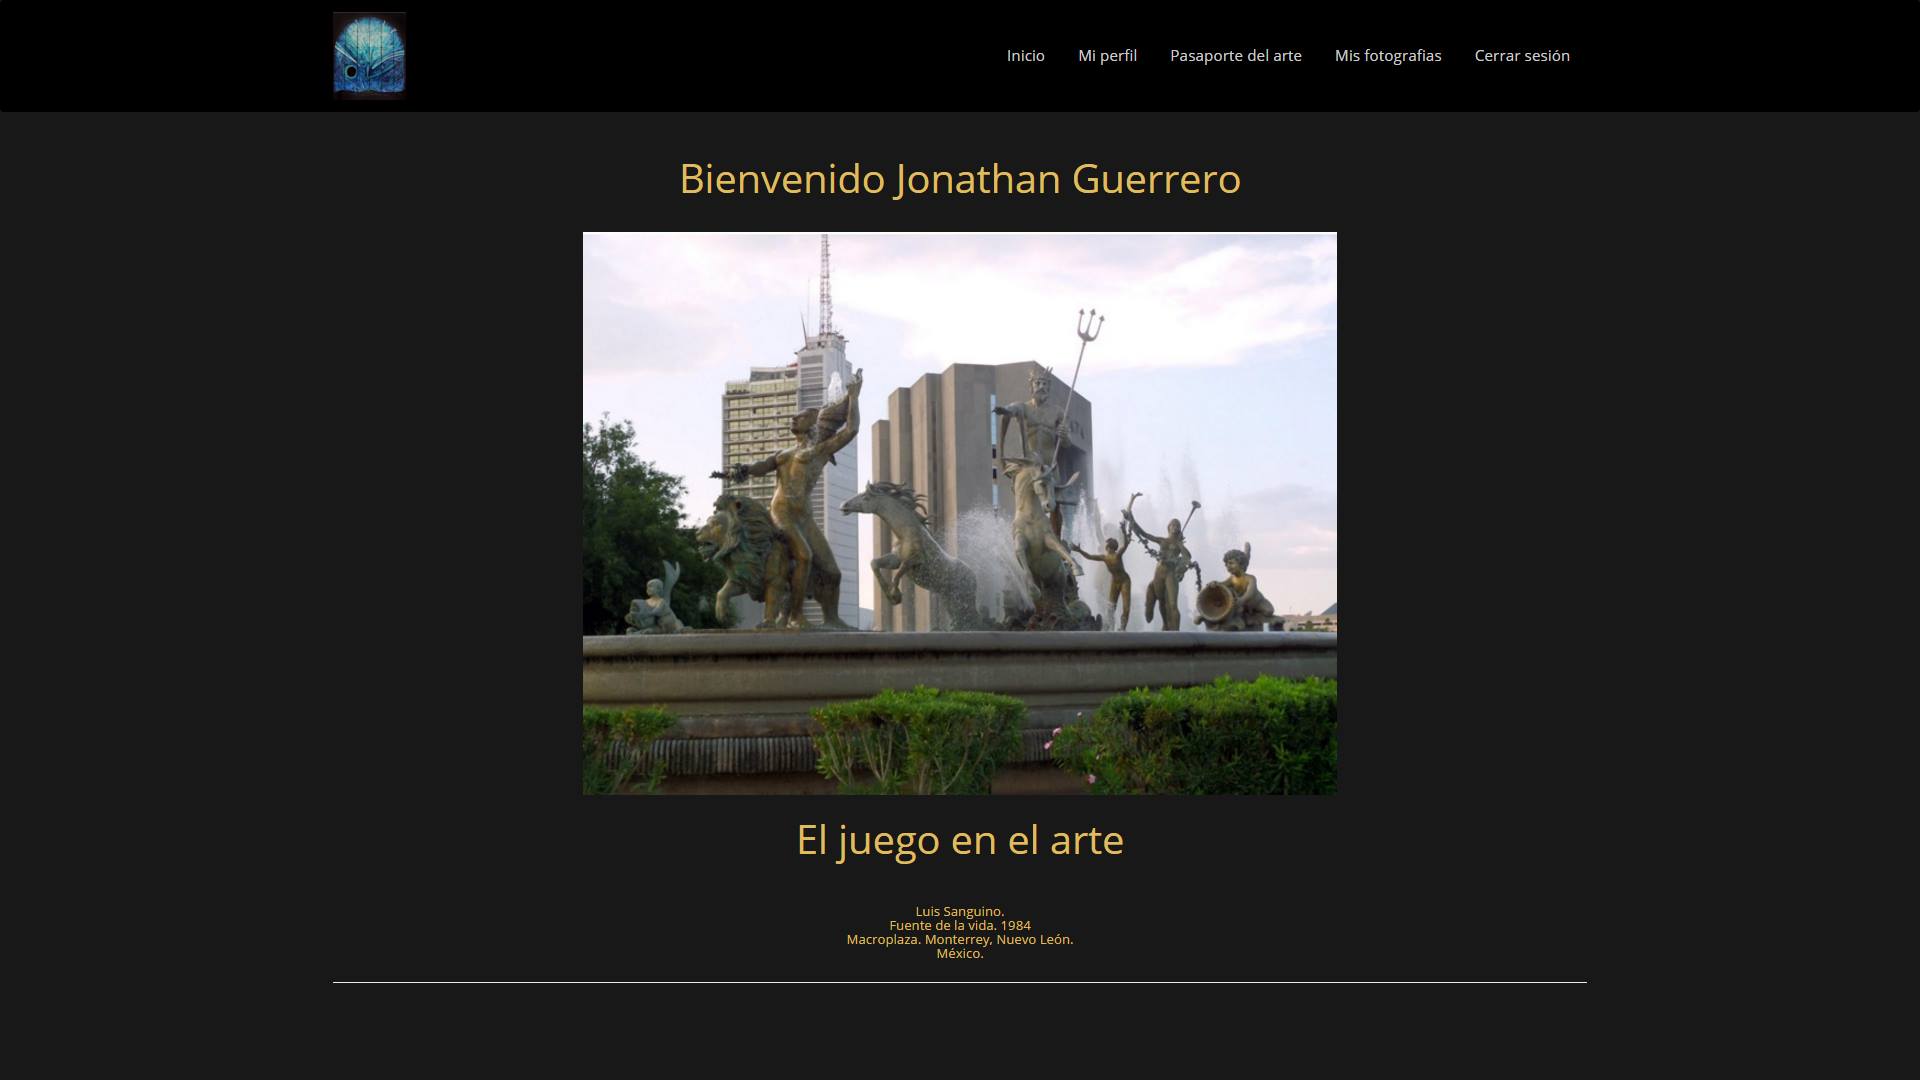 Inicio Mi perfil Pasaporte del arte Mis fotografias Cerrar sesión
Bienvenido Jonathan Guerrero
El juego en el arte
Luis Sanguino.
Fuente de la vida. 1984
Macroplaza. Monterrey, Nuevo León.
México.